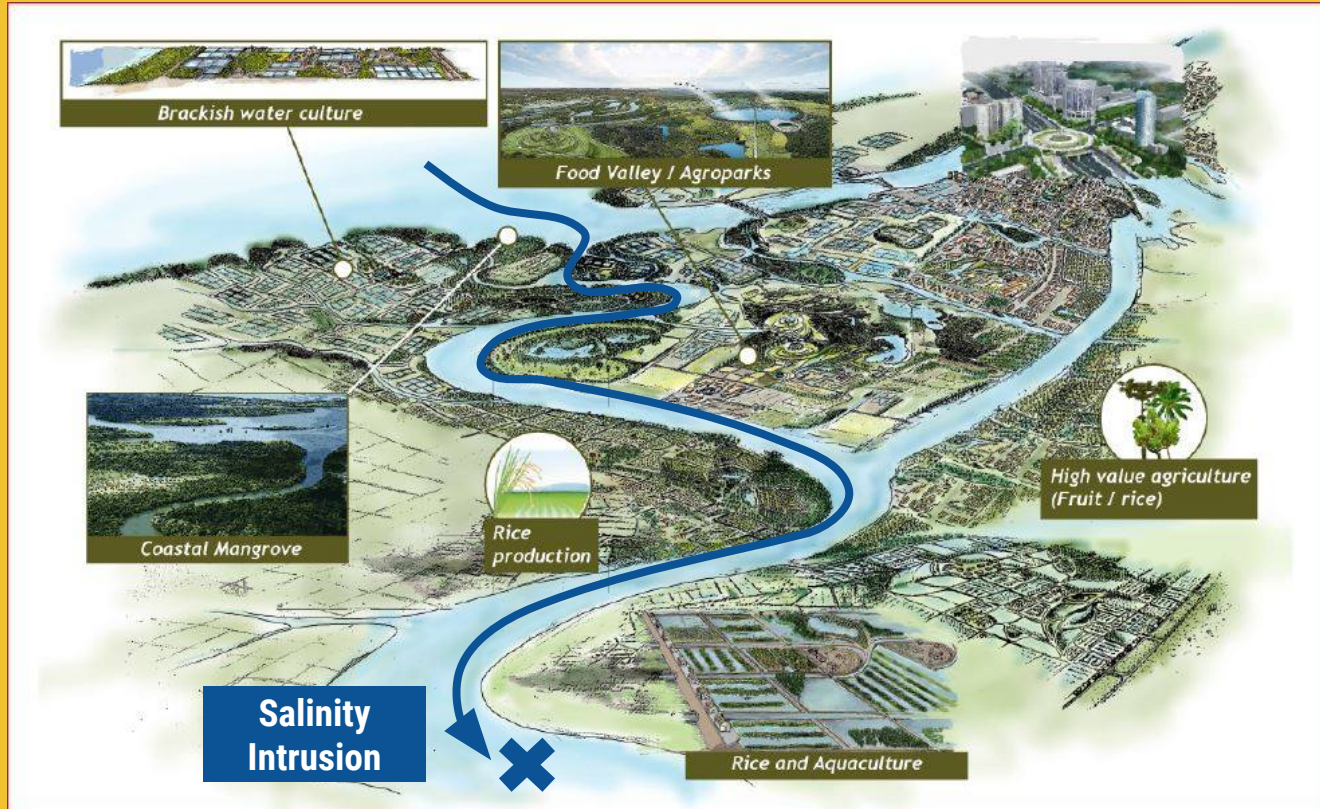 Brackish water culture
Food Valley / Agroparks
Coastal Mangrove
Rice
production
High value agriculture
(Fruit / rice)
Salinity
Intrusion
Rice and Aquaculture